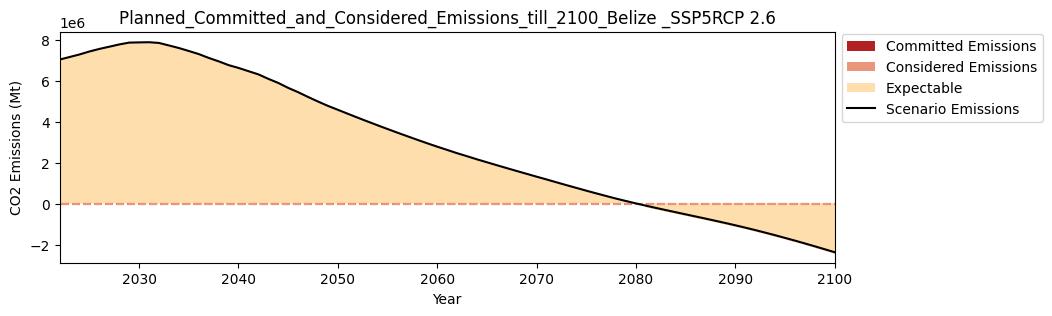 Planned_Committed_and_Considered_Emissions_till_2100_Belize _SSP5RCP 2.6
1e6
8
6
4
2
0
−2
CO2 Emissions (Mt)
2030 2040 2050 2060 2070 2080 2090 2100
Year
Committed Emissions
Considered Emissions
Expectable
Scenario Emissions